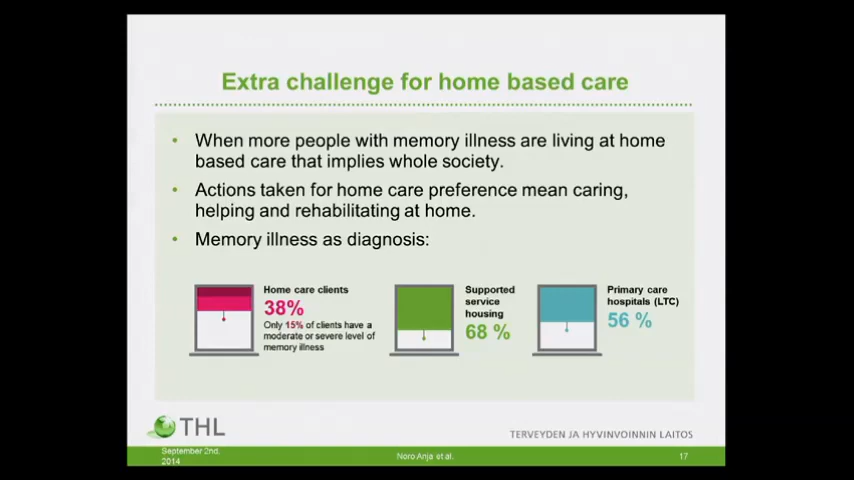 Extra challenge for home based care
• When more people with memory illness are living at home
based care that implies whole society.
• Actions taken for home care preference mean caring,
helping and rehabilitating at home.
• Memory illness as diagnosis:
Home care clients
38%
Only 15% of clients have a
moderate or severe level of
memory illness
Supported
service
housing
68 %
Primary care
hospitals (LTC)
56 %
THL
TERVEYDEN JA HYVINVOINNIN LAITOS
September 2nd,
2014
Noro Anja et al.
17